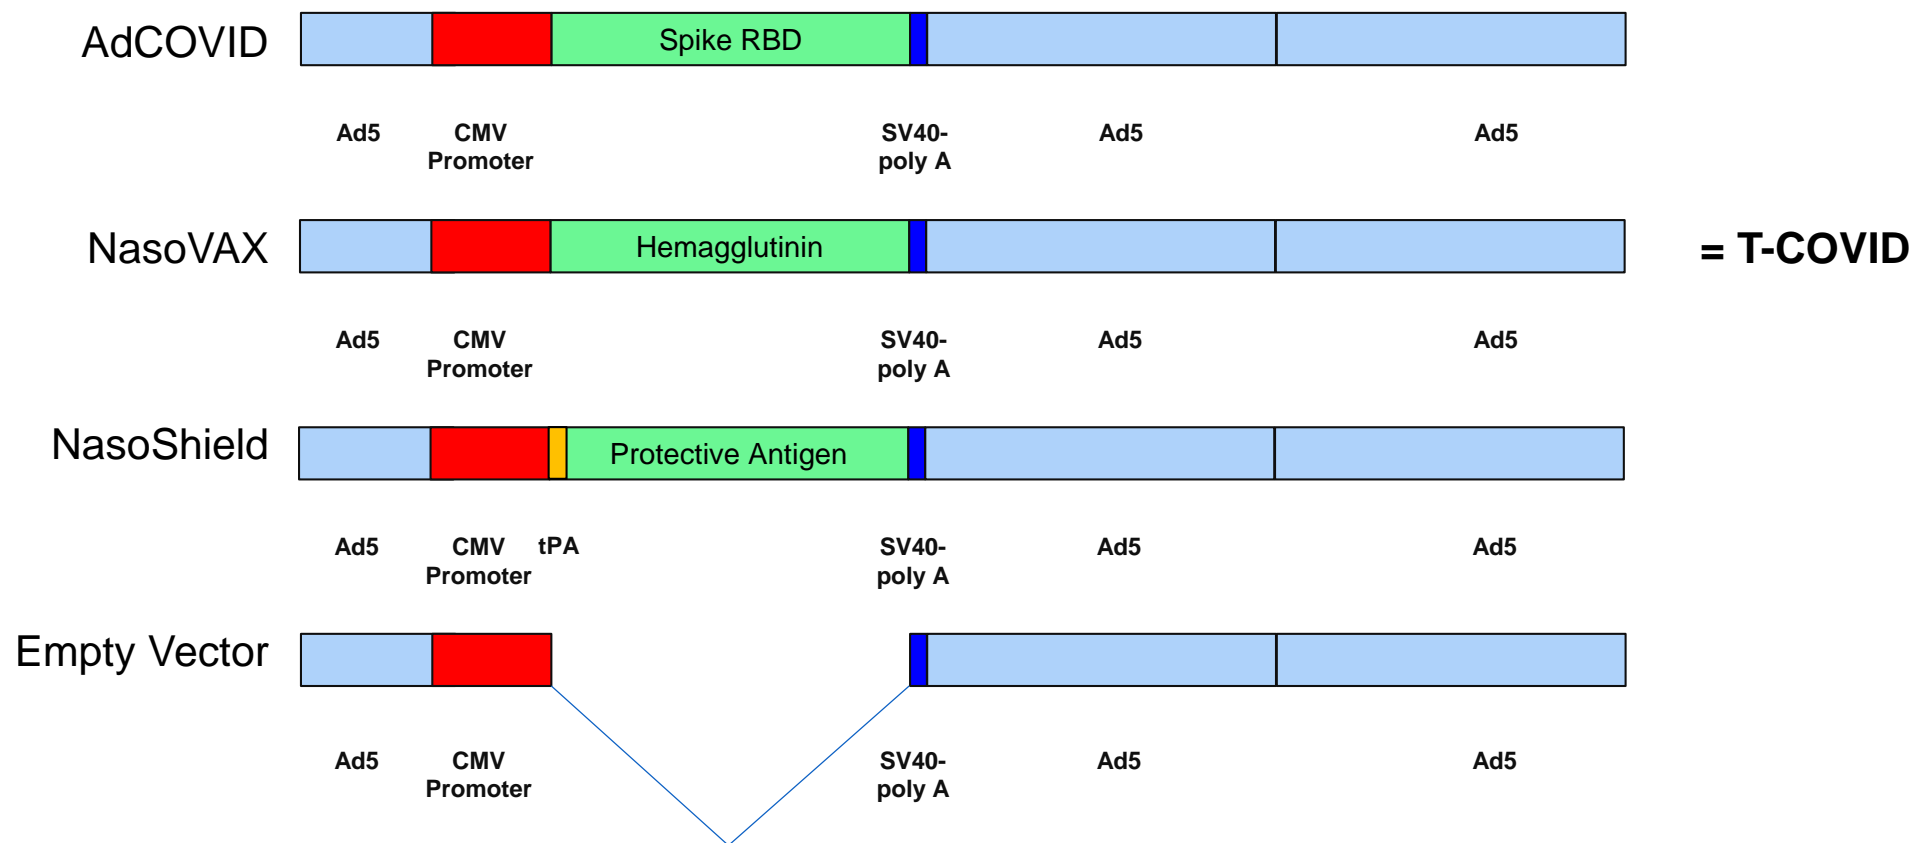 AdCOVID
Spike RBD
Ad5 CMV SV40- Ad5 Ad5
Promoter poly A
NasoVAX
Hemagglutinin
= T-COVID
Ad5 CMV SV40- Ad5 Ad5
Promoter poly A
NasoShield
Protective Antigen
Ad5 CMV tPA SV40- Ad5 Ad5
Promoter poly A
Empty Vector
Ad5 CMV SV40- Ad5 Ad5
Promoter poly A